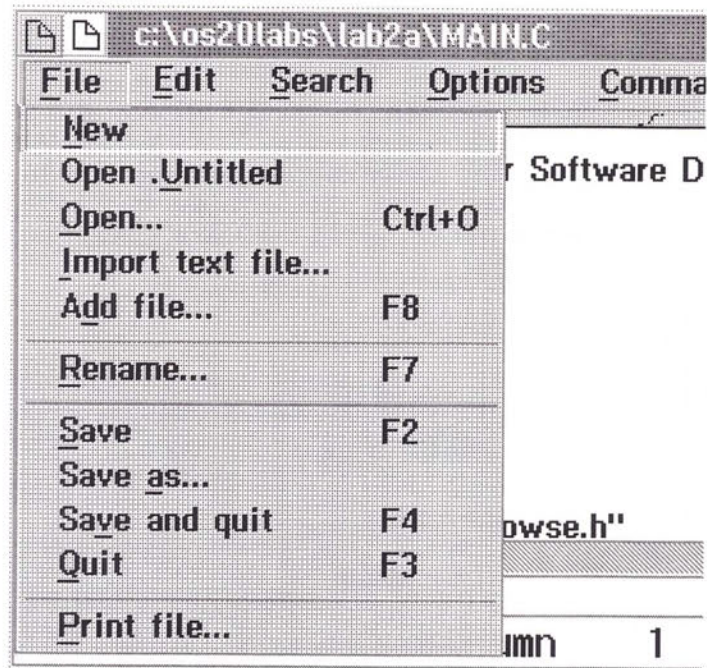 c:\os20labs\lab2a\MAIN.C
File Edit Search Options Comma
New
Open .Untitled
r Software D
Open... Ctrl+O
Import text file...
Add file... F8
Rename... F7
Save F2
Save as...
Save and quit F4
owse.h"
Quit F3
Print file...
umn 1